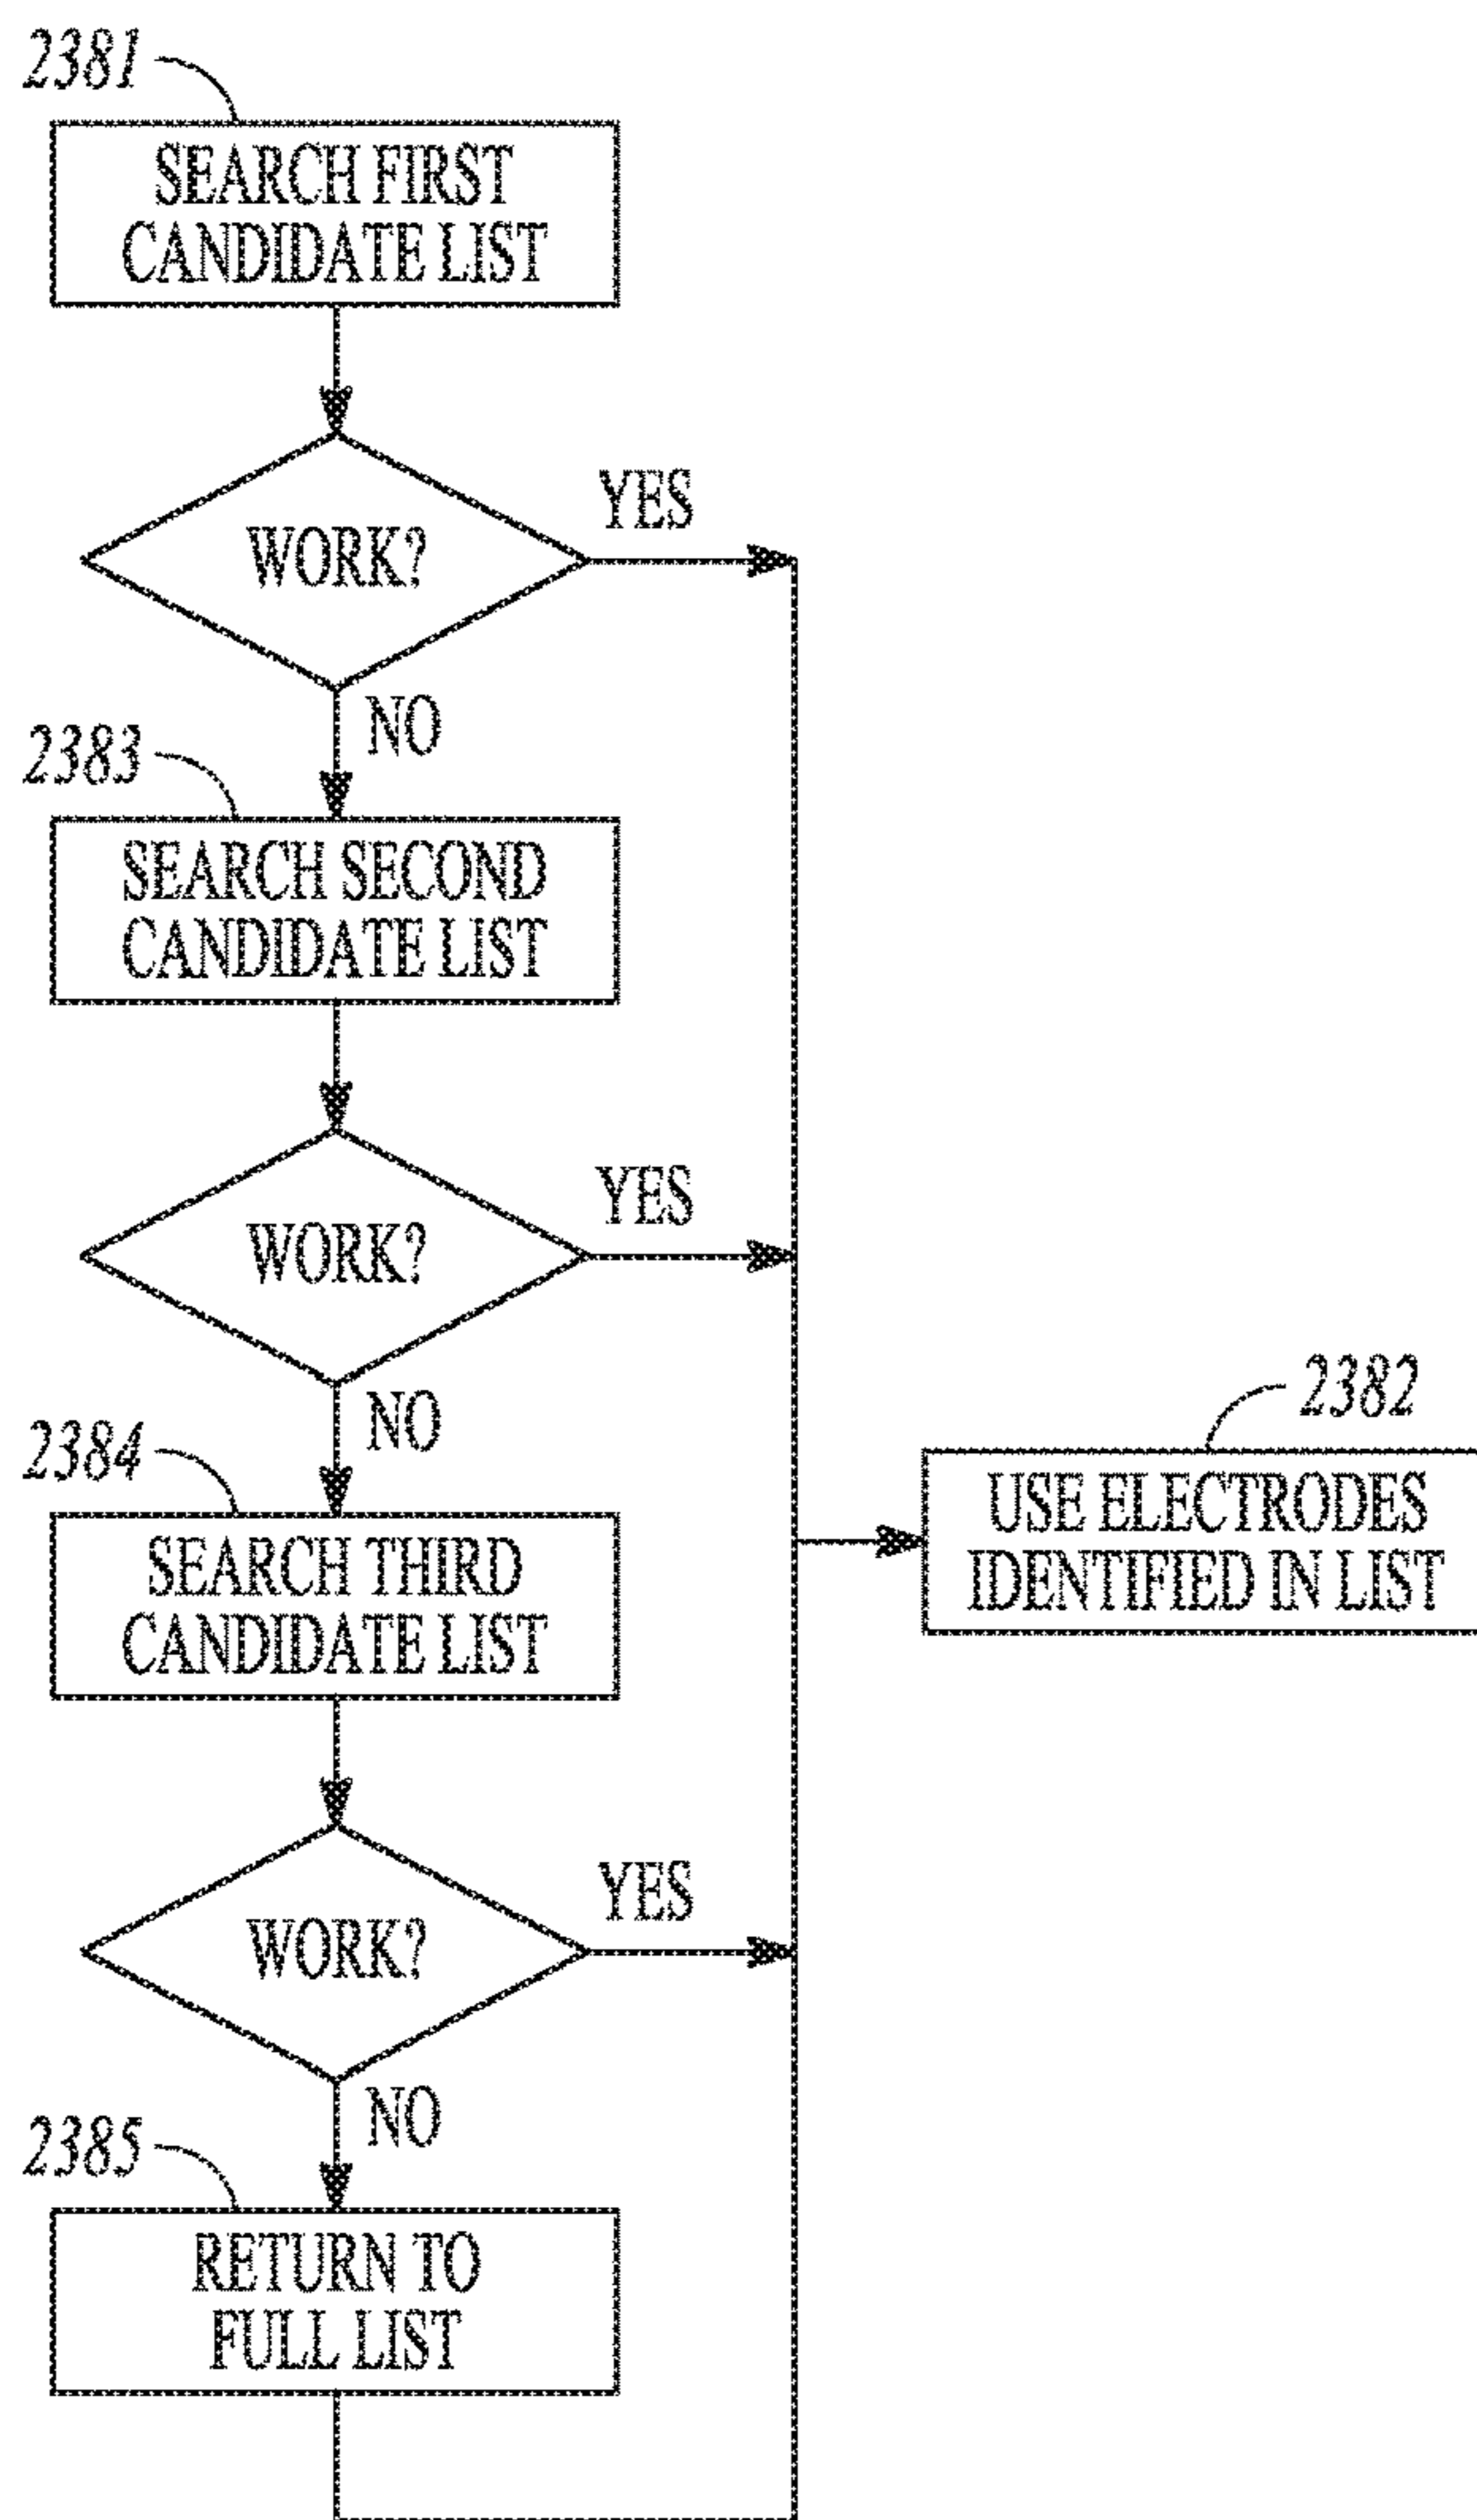 2381
SEARCH FIRST
CANDIDATE LIST
WORK?
YES
NO
2383
SEARCH SECOND
CANDIDATE LIST
WORK?
YES
NO
2384
SEARCH THIRD
CANDIDATE LIST
WORK?
YES
NO
2385
RETURN TO
FULL LIST
2382
USE ELECTRODES
IDENTIFIED IN LIST